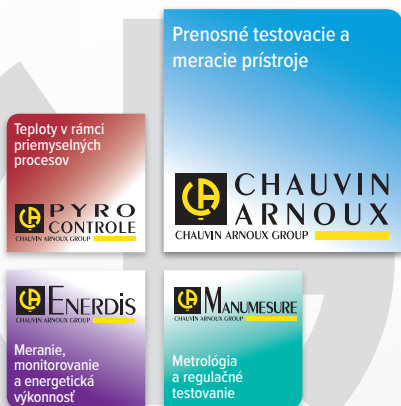 Prenosné testovacie a
meracie prístroje
CHAUVIN
ARNOUX
CHAUVIN ARNOUX GROUP
Teploty v rámci
priemyselných
procesov
PYRO
CONTROLE
CHAUVIN ARNOUX GROUP
ENERDIS
CHAUVIN ARNOUX GROUP
Meranie,
monitorovanie
a energetická
výkonnosť
MANUMESURE
CHAUVIN ARNOUX GROUP
Metrológia
a regulačné
testovanie